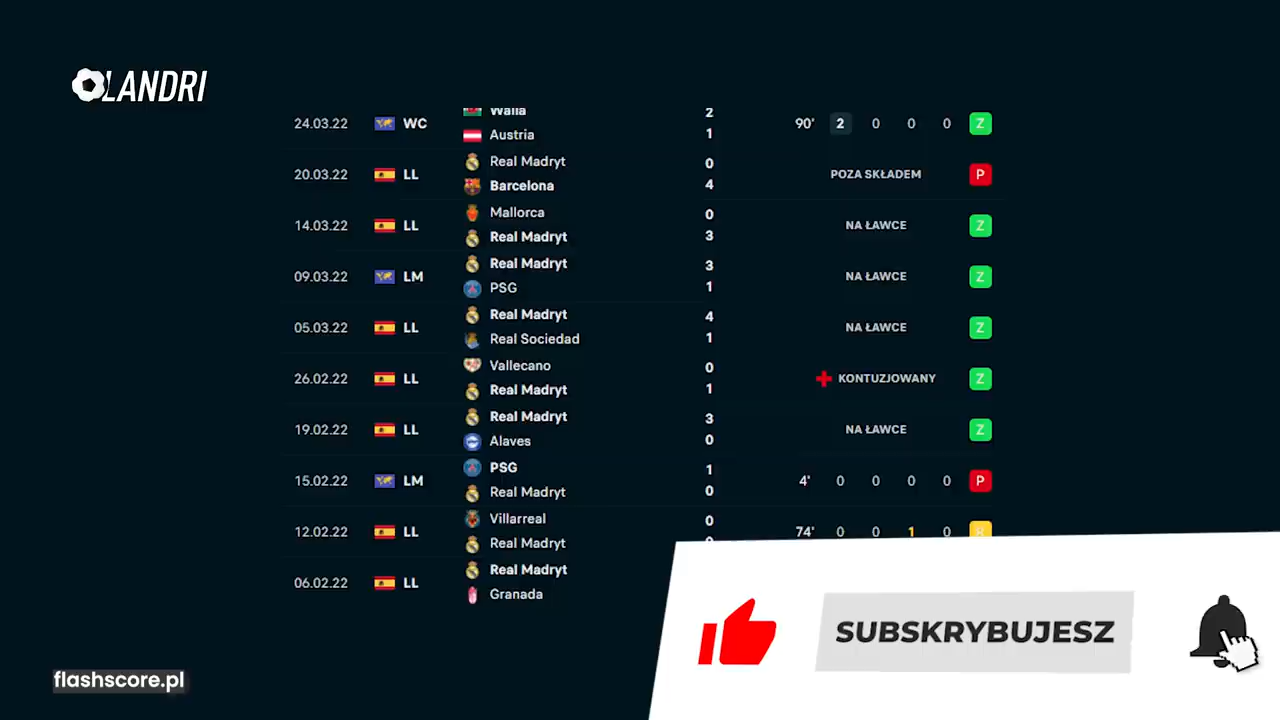 LANDRI
24.03.22 WC Walia 2 90' 2 0 0 0 Z
Austria 1
20.03.22 LL Real Madryt 0 POZA SKŁADEM P
Barcelona 4
14.03.22 LL Mallorca 0 NA ŁAWCE Z
Real Madryt 3
09.03.22 LM Real Madryt 3 NA ŁAWCE Z
PSG 1
05.03.22 LL Real Madryt 4 NA ŁAWCE Z
Real Sociedad 1
26.02.22 LL Vallecano 0 KONTUZJOWANY Z
Real Madryt 1
19.02.22 LL Real Madryt 3 NA ŁAWCE Z
Alaves 0
15.02.22 LM PSG 1 4' 0 0 0 0 P
Real Madryt 0
12.02.22 LL Villarreal 0 74' 0 0 1 0 R
Real Madryt
06.02.22 LL Real Madryt
Granada
SUBSKRYBUJESZ
flashscore.pl